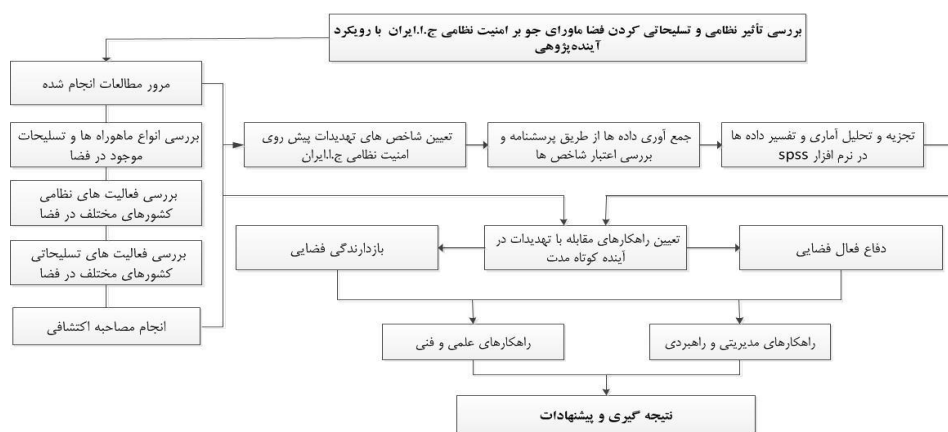 بررسی تأثیر نظامی و تسلیحاتی کردن فضا ماورای جو بر امنیت نظامی ج.ا.ایران با رویکرد
آینده‌پژوهی
مرور مطالعات انجام شده
بررسی انواع ماهوراه ها و تسلیحات
موجود در فضا
بررسی فعالیت های نظامی
کشورهای مختلف در فضا
بررسی فعالیت های تسلیحاتی
کشورهای مختلف در فضا
انجام مصاحبه اکتشافی
تعیین شاخص های تهدیدات پیش روی
امنیت نظامی ج.ا.ایران
جمع آوری داده ها از طریق پرسشنامه و
بررسی اعتبار شاخص ها
تجزیه و تحلیل آماری و تفسیر داده ها
در نرم افزار spss
تعیین راهکارهای مقابله با تهدیدات در
آینده کوتاه مدت
بازدارندگی فضایی
دفاع فعال فضایی
راهکارهای علمی و فنی
راهکارهای مدیریتی و راهبردی
نتیجه گیری و پیشنهادات